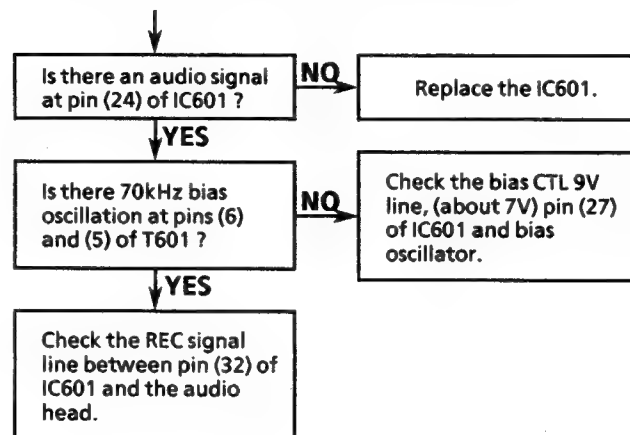 Is there an audio signal
at pin (24) of IC601 ?
NO
Replace the IC601.
YES
Is there 70kHz bias
oscillation at pins (6)
and (5) of T601 ?
NO
Check the bias CTL 9V
line, (about 7V) pin (27)
of IC601 and bias
oscillator.
YES
Check the REC signal
line between pin (32) of
IC601 and the audio
head.